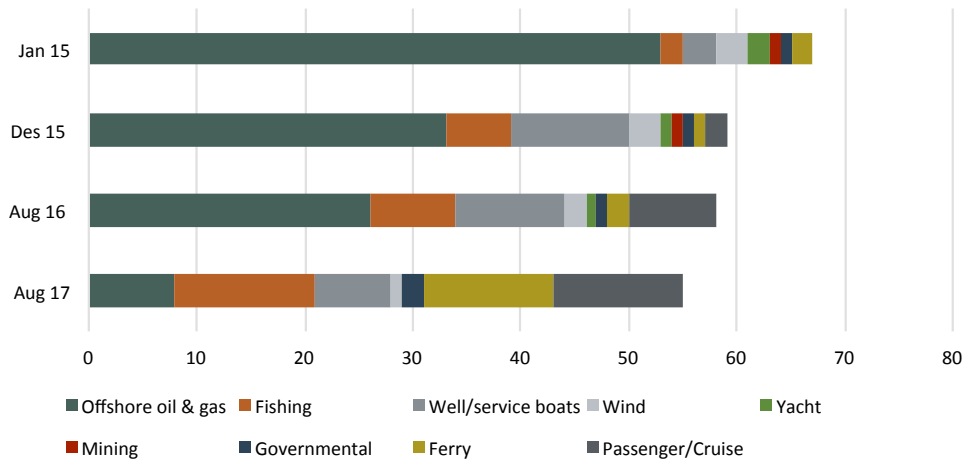 Jan 15
Des 15
Aug 16
Aug 17
0 10 20 30 40 50 60 70 80
Offshore oil & gas Fishing Well/service boats Wind Yacht
Mining Governmental Ferry Passenger/Cruise